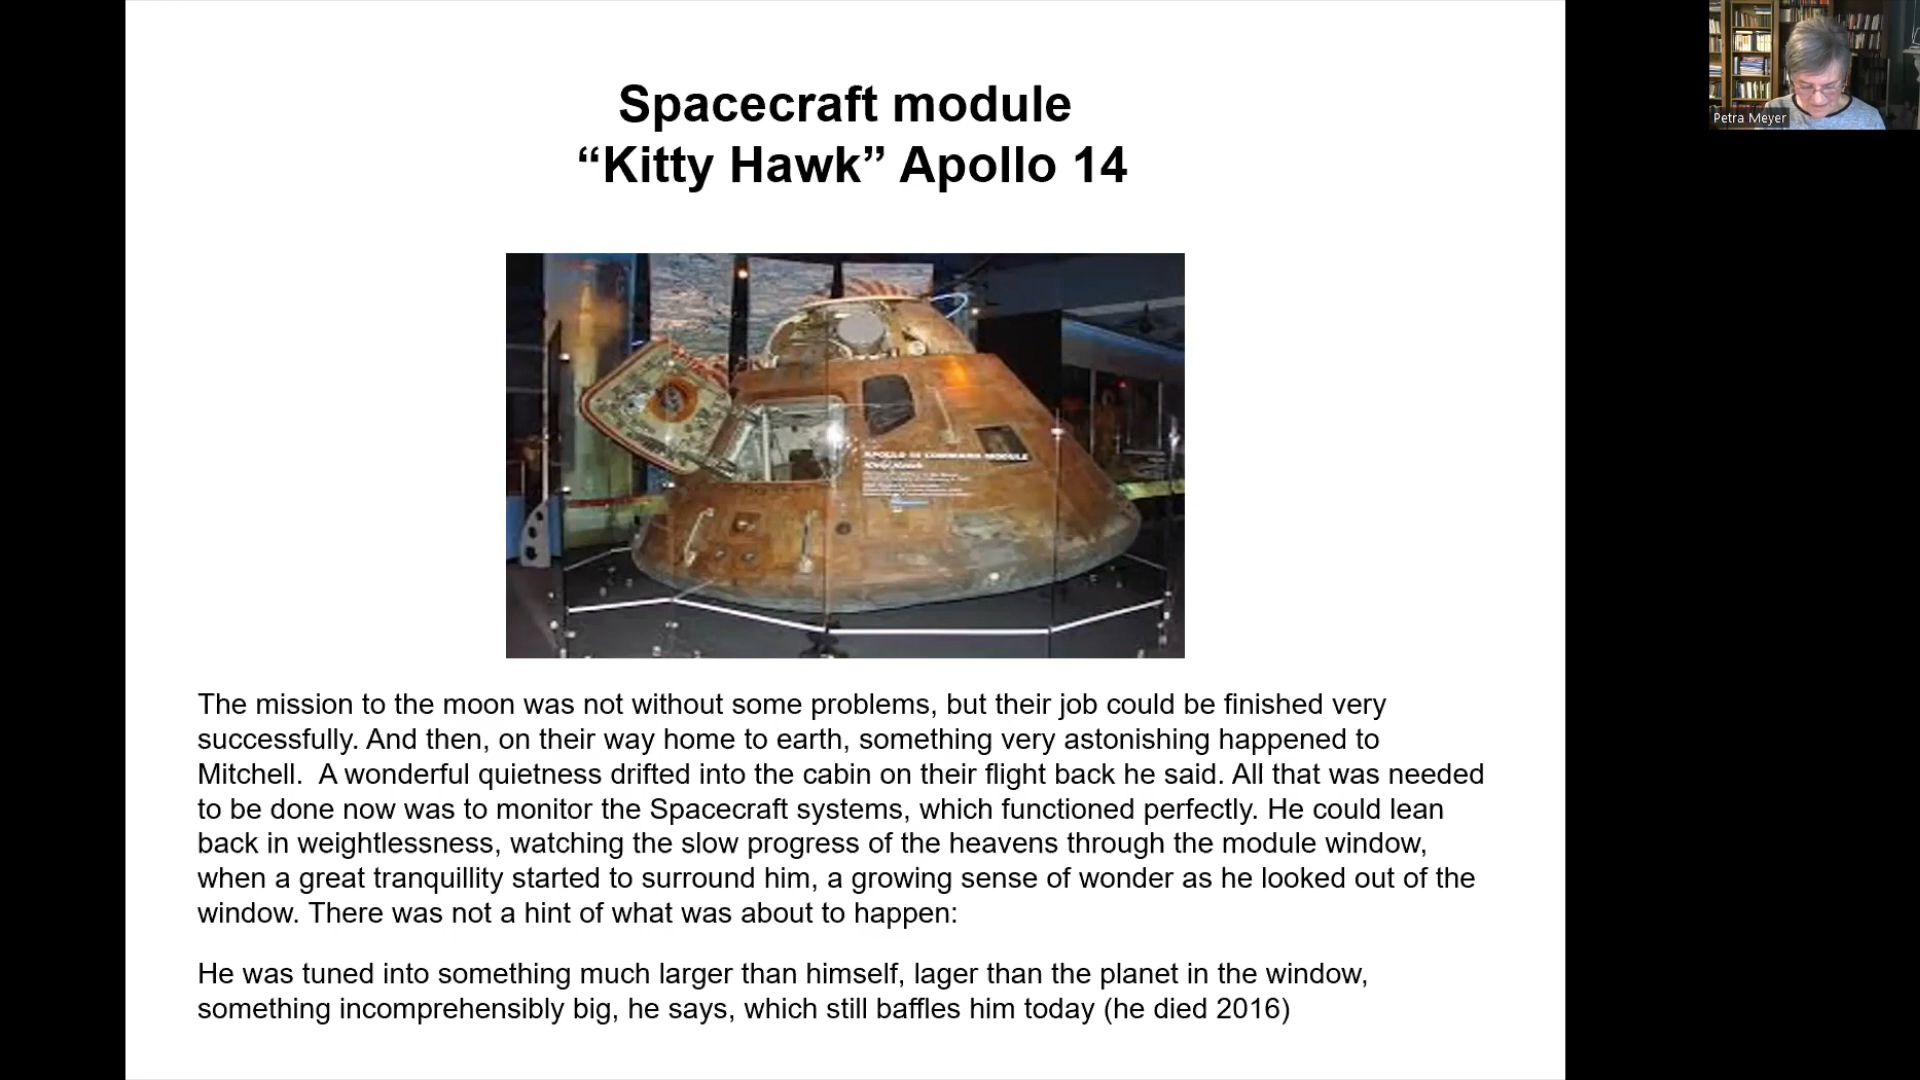 Spacecraft module
“Kitty Hawk” Apollo 14
Petra Meyer
APOLLO 14 COMMAND MODULE
Kitty Hawk
The mission to the moon was not without some problems, but their job could be finished very
successfully. And then, on their way home to earth, something very astonishing happened to
Mitchell.  A wonderful quietness drifted into the cabin on their flight back he said. All that was needed
to be done now was to monitor the Spacecraft systems, which functioned perfectly. He could lean
back in weightlessness, watching the slow progress of the heavens through the module window,
when a great tranquillity started to surround him, a growing sense of wonder as he looked out of the
window. There was not a hint of what was about to happen:
He was tuned into something much larger than himself, lager than the planet in the window,
something incomprehensibly big, he says, which still baffles him today (he died 2016)